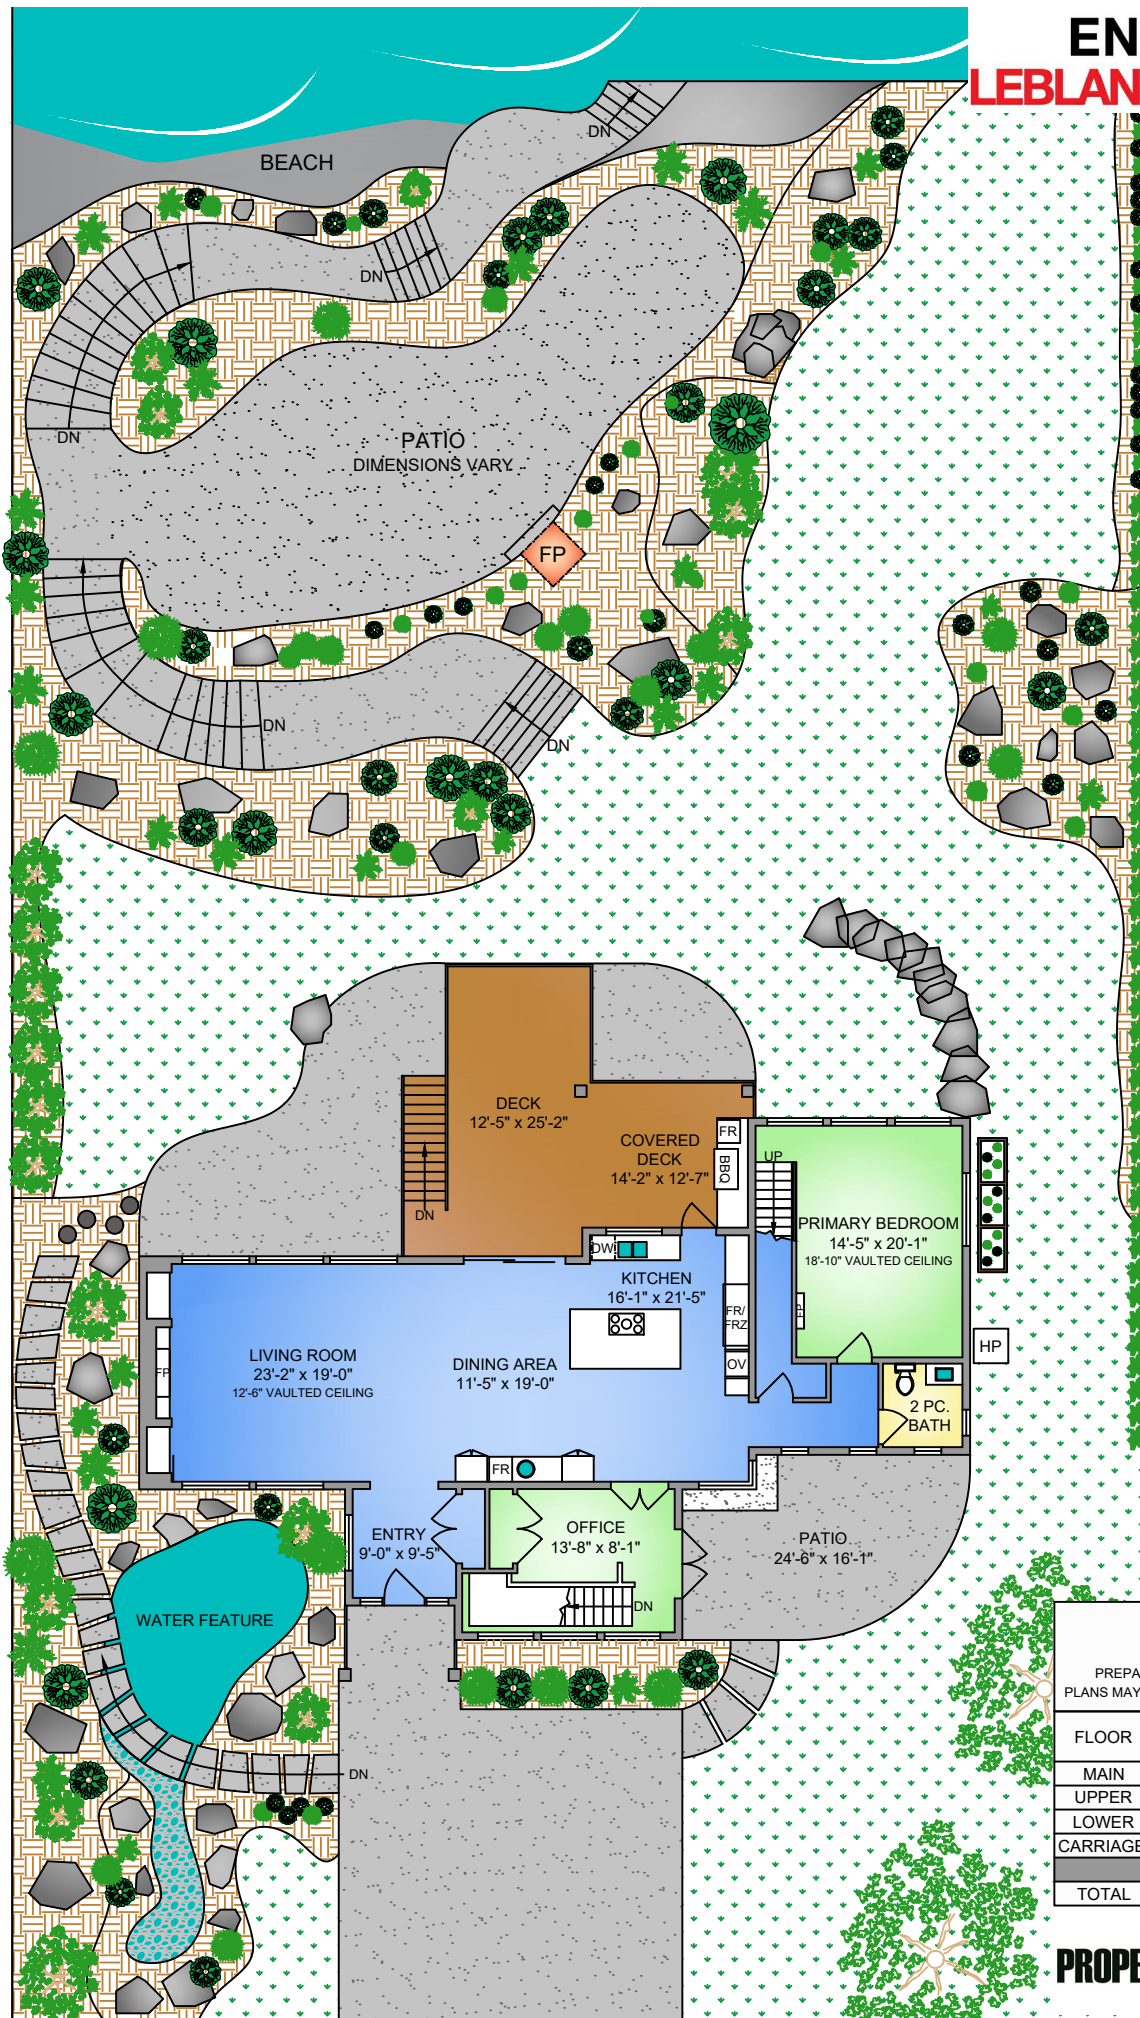 EN
LEBLAN
DN
BEACH
DN
DN
PATIO
DIMENSIONS VARY
FP
DN
DN
DECK
12'-5" x 25'-2"
COVERED
DECK
14'-2" x 12'-7"
FR
BBQ
UP
DN
PRIMARY BEDROOM
14'-5" x 20'-1"
18'-10" VAULTED CEILING
DW
KITCHEN
16'-1" x 21'-5"
FR/
FRZ
FP
OV
HP
LIVING ROOM
23'-2" x 19'-0"
12'-6" VAULTED CEILING
FP
DINING AREA
11'-5" x 19'-0"
2 PC.
BATH
FR
ENTRY
9'-0" x 9'-5"
OFFICE
13'-8" x 8'-1"
DN
PATIO
24'-6" x 16'-1"
WATER FEATURE
DN
PREPA
PLANS MAY
FLOOR
MAIN
UPPER
LOWER
CARRIAGE
TOTAL
PROPE